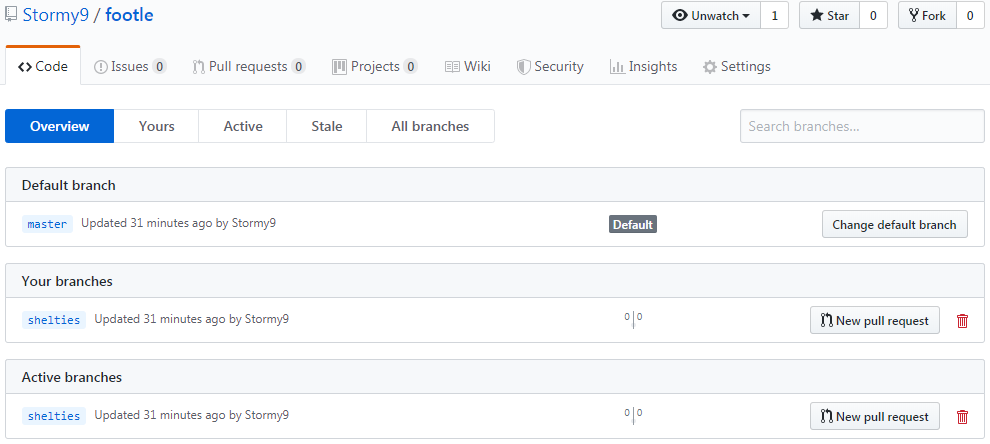 Stormy9 / footle
Unwatch 1 Star 0 Fork 0
Code Issues 0 Pull requests 0 Projects 0 Wiki Security Insights Settings
Overview Yours Active Stale All branches Search branches...
Default branch
master Updated 31 minutes ago by Stormy9 Default Change default branch
Your branches
shelties Updated 31 minutes ago by Stormy9 0 0 New pull request
Active branches
shelties Updated 31 minutes ago by Stormy9 0 0 New pull request